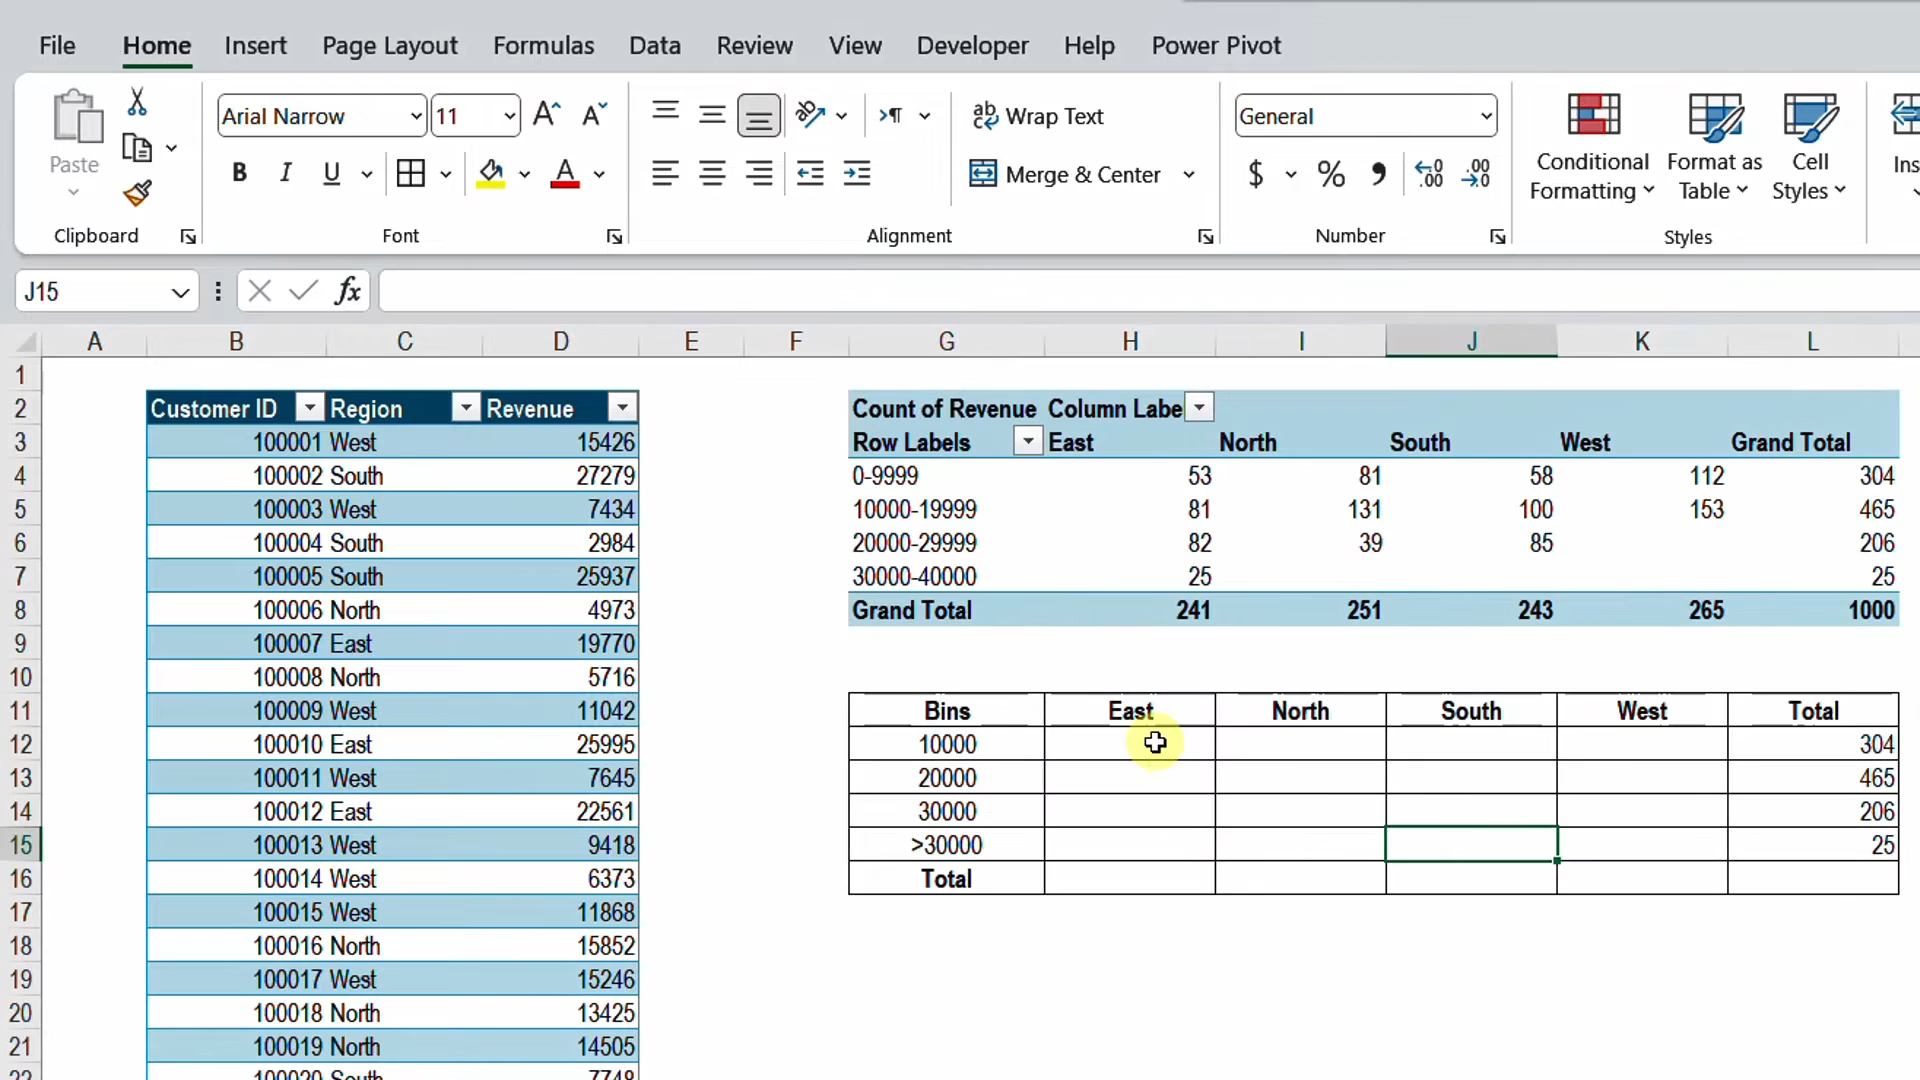 File Home Insert Page Layout Formulas Data Review View Developer Help Power Pivot
Paste
Arial Narrow 11
Wrap Text
General
Conditional Formatting
Format as Table
Cell Styles
B I U
Merge & Center
$ % ,
Clipboard Font Alignment Number Styles
J15
fx
A B C D E F G H I J K L
1
2 Customer ID Region Revenue Count of Revenue Column Labe
3 100001 West 15426 Row Labels East North South West Grand Total
4 100002 South 27279 0-9999 53 81 58 112 304
5 100003 West 7434 10000-19999 81 131 100 153 465
6 100004 South 2984 20000-29999 82 39 85 206
7 100005 South 25937 30000-40000 25 25
8 100006 North 4973 Grand Total 241 251 243 265 1000
9 100007 East 19770
10 100008 North 5716
11 100009 West 11042 Bins East North South West Total
12 100010 East 25995 10000 304
13 100011 West 7645 20000 465
14 100012 East 22561 30000 206
15 100013 West 9418 >30000 25
16 100014 West 6373 Total
17 100015 West 11868
18 100016 North 15852
19 100017 West 15246
20 100018 North 13425
21 100019 North 14505